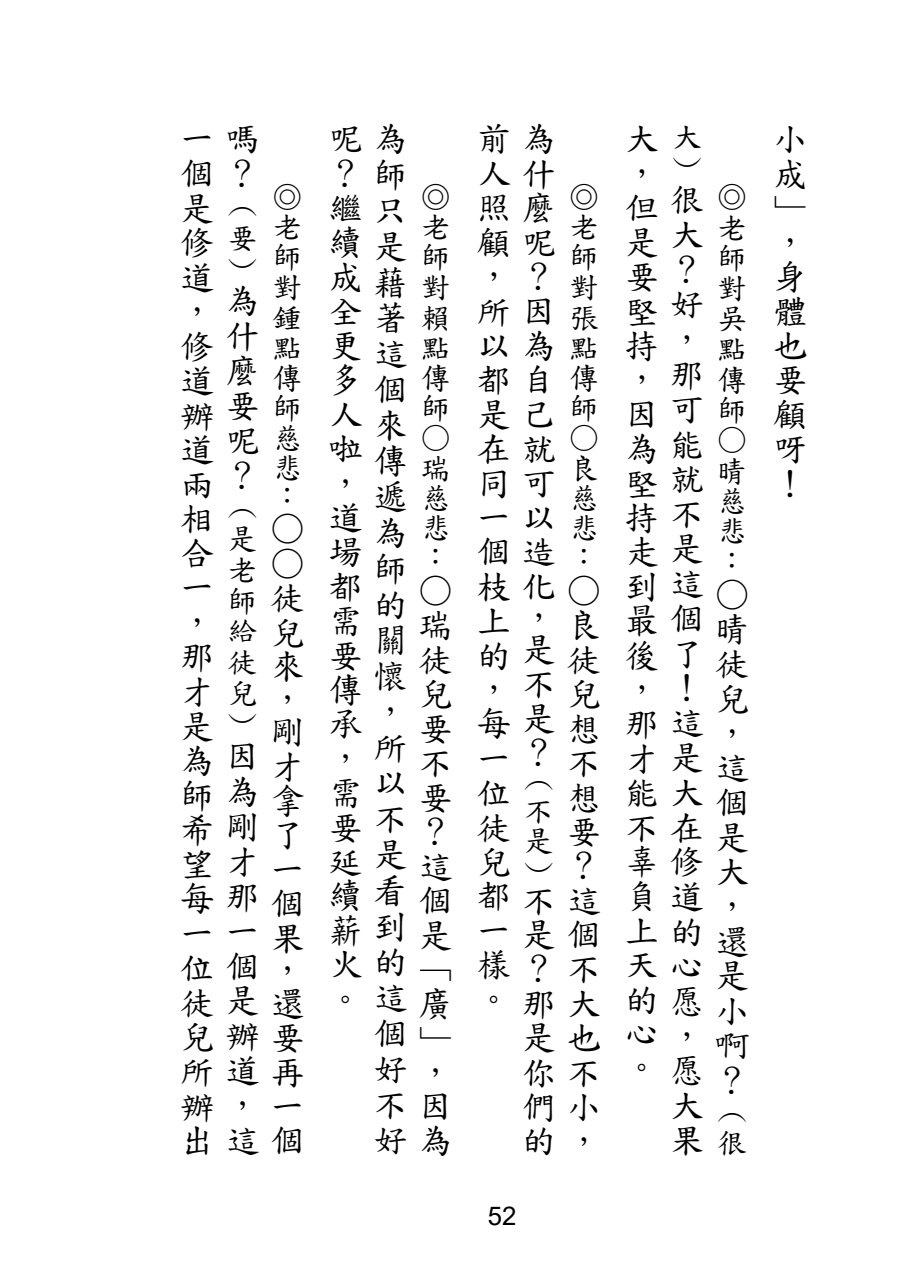 小成」，身體也要顧呀！
◎老師對吳點傳師○晴慈悲：○晴徒兒，這個是大，還是小啊？（很
大）很大？好，那可能就不是這個了！這是大在修道的心愿，愿大果
大，但是要堅持，因為堅持走到最後，那才能不辜負上天的心。
◎老師對張點傳師○良慈悲：○良徒兒想不想要？這個不大也不小，
為什麼呢？因為自己就可以造化，是不是？（不是）不是？那是你們的
前人照顧，所以都是在同一個枝上的，每一位徒兒都一樣。
◎老師對賴點傳師○瑞慈悲：○瑞徒兒要不要？這個是「廣」，因為
為師只是藉著這個來傳遞為師的關懷，所以不是看到的這個好不好
呢？繼續成全更多人啦，道場都需要傳承，需要延續薪火。
◎老師對鍾點傳師慈悲：○○徒兒來，剛才拿了一個果，還要再一個
嗎？（要）為什麼要呢？（是老師給徒兒）因為剛才那一個是辦道，這
一個是修道，修道辦道兩相合一，那才是為師希望每一位徒兒所辦出
52